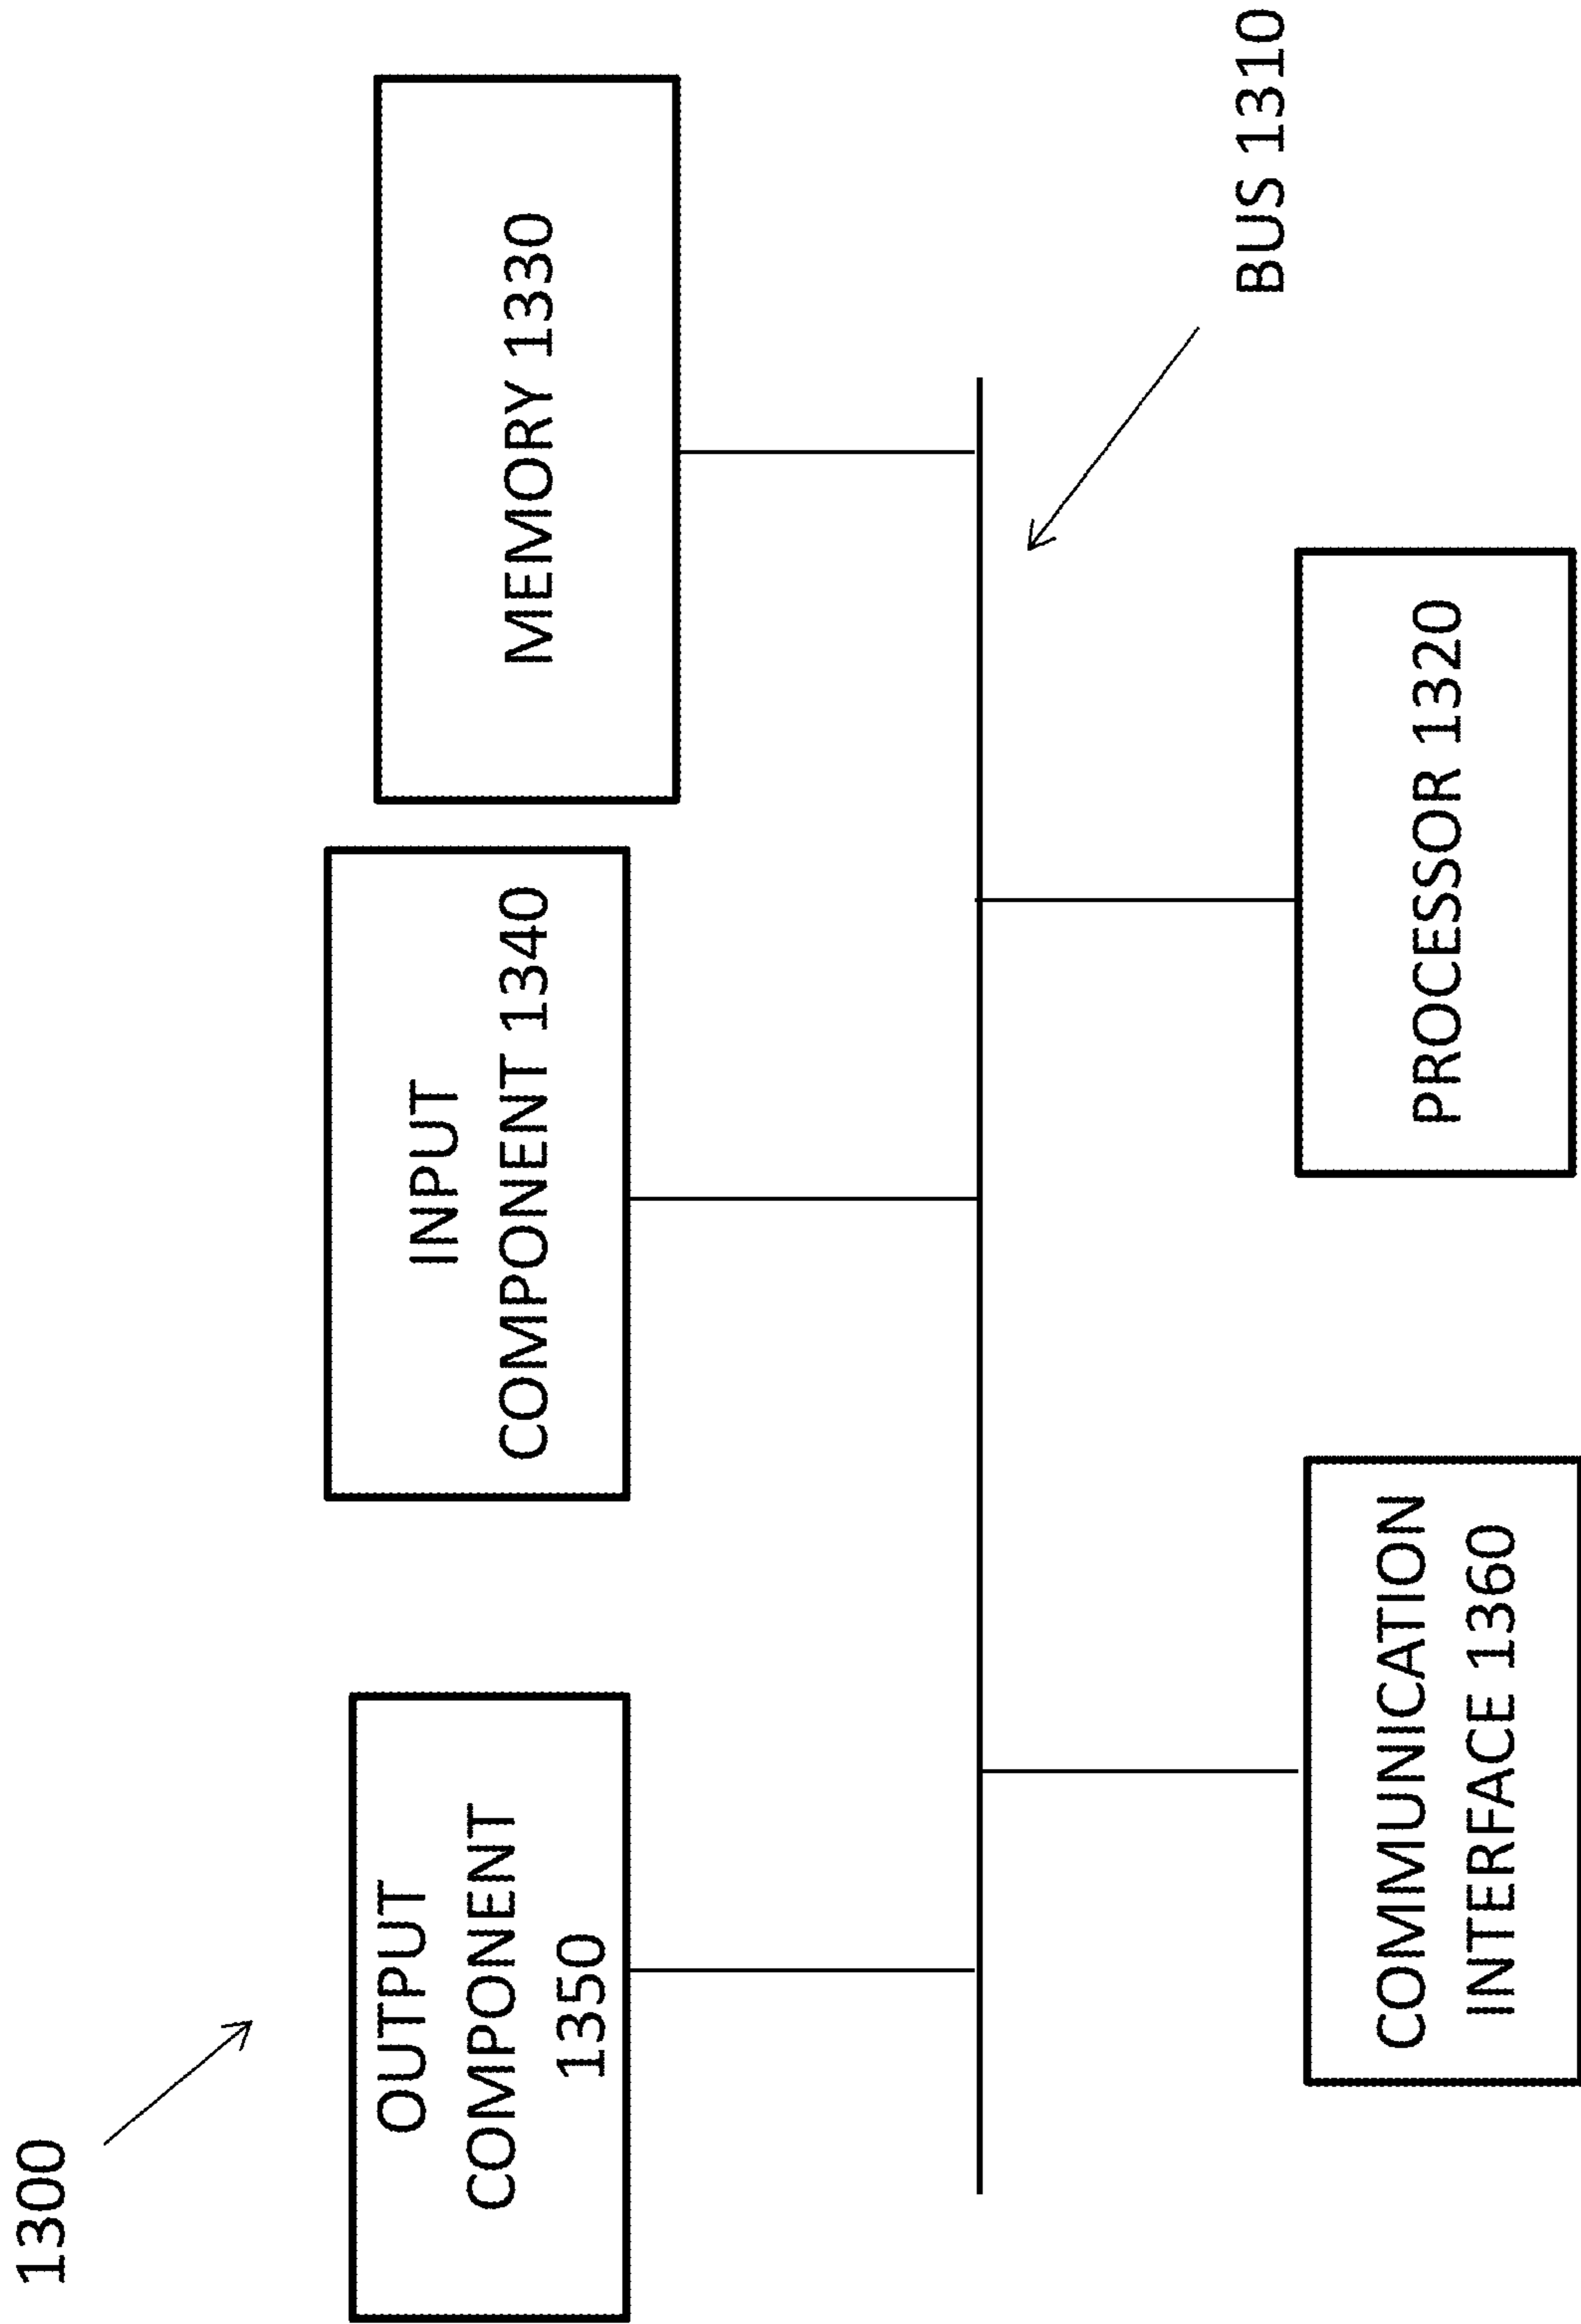 1300
OUTPUT
COMPONENT
1350
INPUT
COMPONENT 1340
MEMORY 1330
COMMUNICATION
INTERFACE 1360
PROCESSOR 1320
BUS 1310